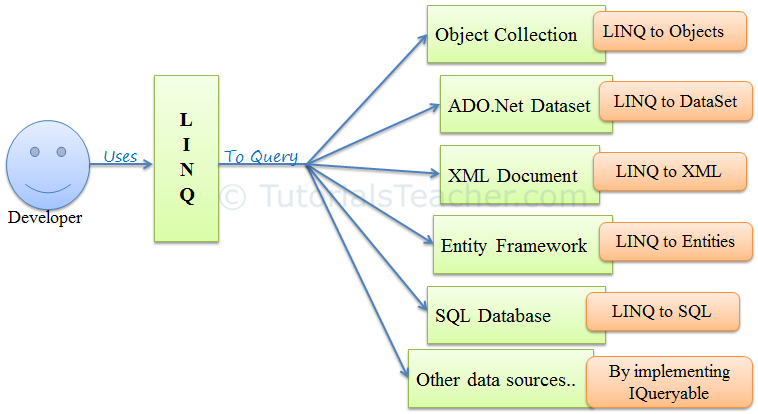 Developer
Uses
L
I
N
Q
To Query
Object Collection
LINQ to Objects
ADO.Net Dataset
LINQ to DataSet
XML Document
LINQ to XML
© TutorialsTeacher.com
Entity Framework
LINQ to Entities
SQL Database
LINQ to SQL
Other data sources..
By implementing
IQueryable